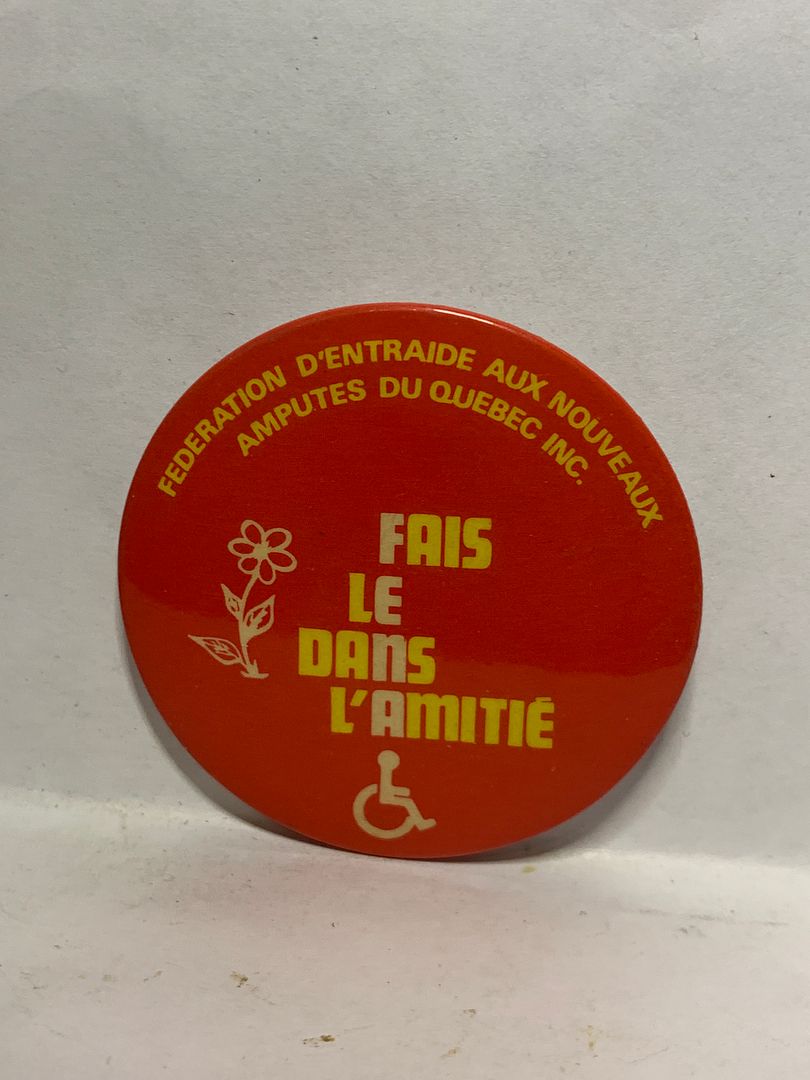 FEDERATION D'ENTRAIDE AUX NOUVEAUX
AMPUTES DU QUEBEC INC.
FAIS
LE
DANS
L'AMITIÉ